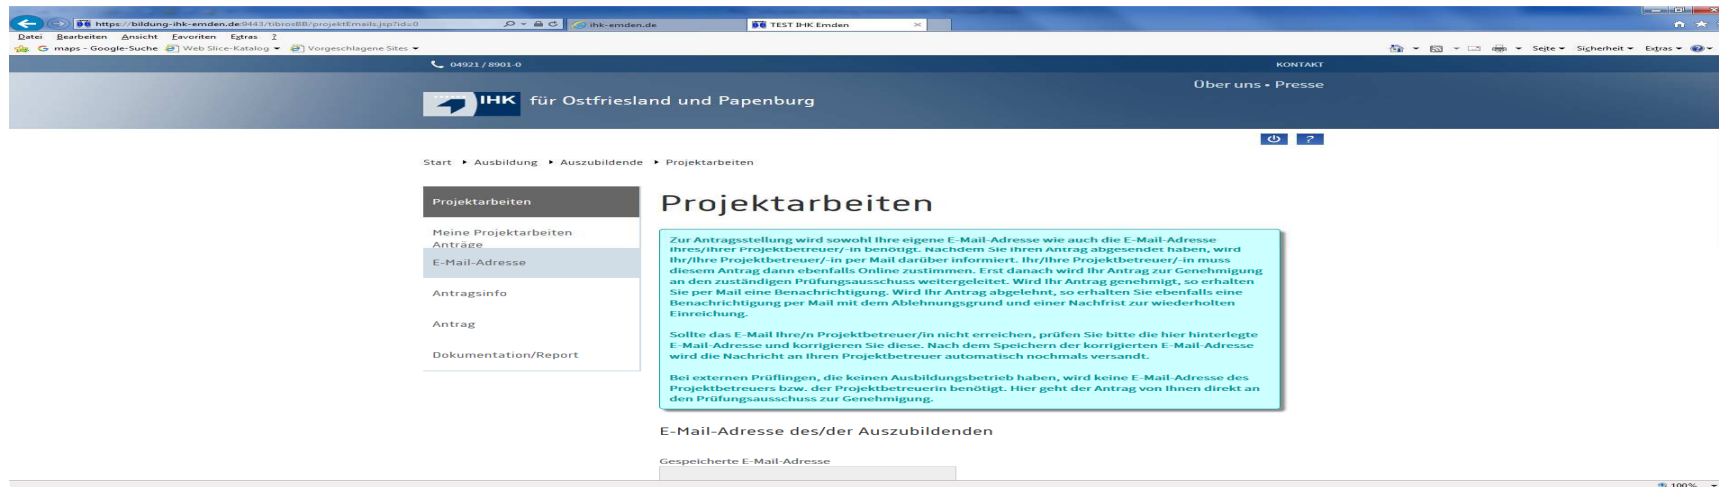 https://bildung-ihk-emden.de:9443/tibrosBB/projektEmails.jsp?id=0
ihk-emden.de
TEST IHK Emden
Datei Bearbeiten Ansicht Favoriten Extras ?
maps - Google-Suche Web Slice-Katalog Vorgeschlagene Sites
Seite Sicherheit Extras
04921 / 8901-0
KONTAKT
Über uns • Presse
IHK für Ostfriesland und Papenburg
?
Start Ausbildung Auszubildende Projektarbeiten
Projektarbeiten
Meine Projektarbeiten
Anträge
E-Mail-Adresse
Antragsinfo
Antrag
Dokumentation/Report
Projektarbeiten
Zur Antragsstellung wird sowohl Ihre eigene E-Mail-Adresse wie auch die E-Mail-Adresse
ihres/ihrer Projektbetreuer/-in benötigt. Nachdem Sie Ihren Antrag abgesendet haben, wird
Ihr/Ihre Projektbetreuer/-in per Mail darüber informiert. Ihr/Ihre Projektbetreuer/-in muss
diesem Antrag dann ebenfalls Online zustimmen. Erst danach wird Ihr Antrag zur Genehmigung
an den zuständigen Prüfungsausschuss weitergeleitet. Wird Ihr Antrag genehmigt, so erhalten
Sie per Mail eine Benachrichtigung. Wird Ihr Antrag abgelehnt, so erhalten Sie ebenfalls eine
Benachrichtigung per Mail mit dem Ablehnungsgrund und einer Nachfrist zur wiederholten
Einreichung.
Sollte das E-Mail Ihre/n Projektbetreuer/in nicht erreichen, prüfen Sie bitte die hier hinterlegte
E-Mail-Adresse und korrigieren Sie diese. Nach dem Speichern der korrigierten E-Mail-Adresse
wird die Nachricht an Ihren Projektbetreuer automatisch nochmals versandt.
Bei externen Prüflingen, die keinen Ausbildungsbetrieb haben, wird keine E-Mail-Adresse des
Projektbetreuers bzw. der Projektbetreuerin benötigt. Hier geht der Antrag von Ihnen direkt an
den Prüfungsausschuss zur Genehmigung.
E-Mail-Adresse des/der Auszubildenden
Gespeicherte E-Mail-Adresse
100%